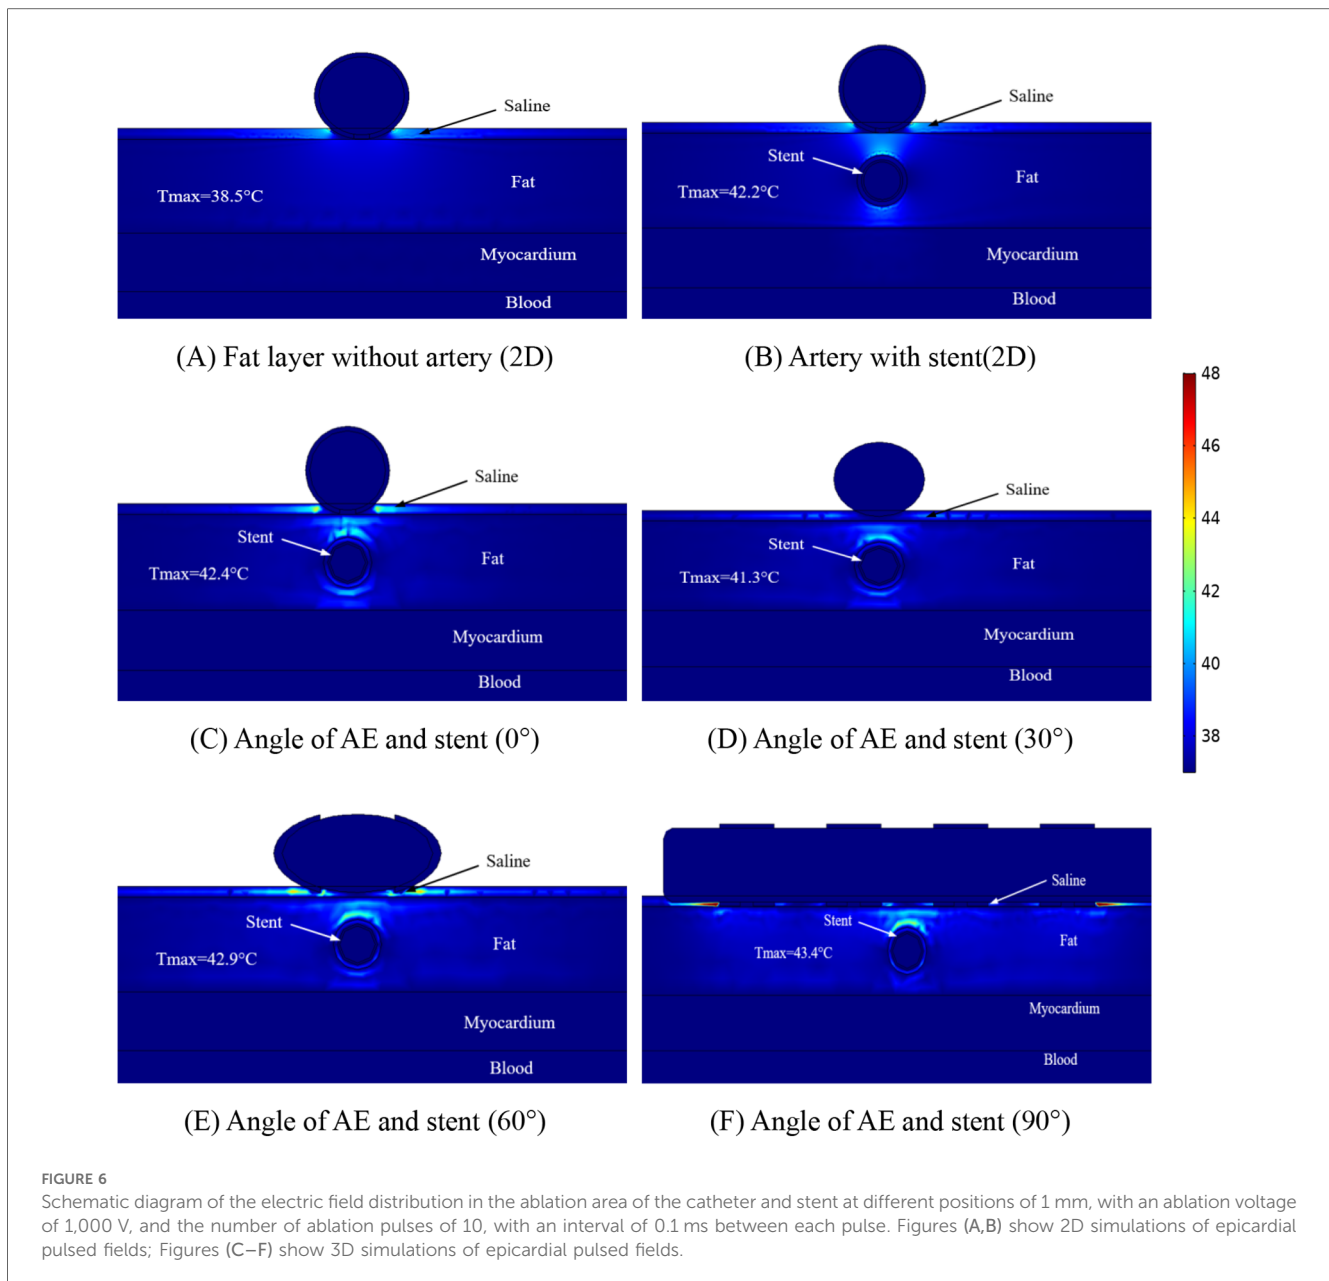 Saline
Fat
Tmax=38.5°C
Myocardium
Blood
(A) Fat layer without artery (2D)
Saline
Stent
Fat
Tmax=42.2°C
Myocardium
Blood
(B) Artery with stent(2D)
48
46
44
42
40
38
Saline
Stent
Fat
Tmax=42.4°C
Myocardium
Blood
(C) Angle of AE and stent (0°)
Saline
Stent
Fat
Tmax=41.3°C
Myocardium
Blood
(D) Angle of AE and stent (30°)
Saline
Stent
Fat
Tmax=42.9°C
Myocardium
Blood
(E) Angle of AE and stent (60°)
Saline
Stent
Fat
Tmax=43.4°C
Myocardium
Blood
(F) Angle of AE and stent (90°)
FIGURE 6
Schematic diagram of the electric field distribution in the ablation area of the catheter and stent at different positions of 1 mm, with an ablation voltage
of 1,000 V, and the number of ablation pulses of 10, with an interval of 0.1 ms between each pulse. Figures (A,B) show 2D simulations of epicardial
pulsed fields; Figures (C–F) show 3D simulations of epicardial pulsed fields.